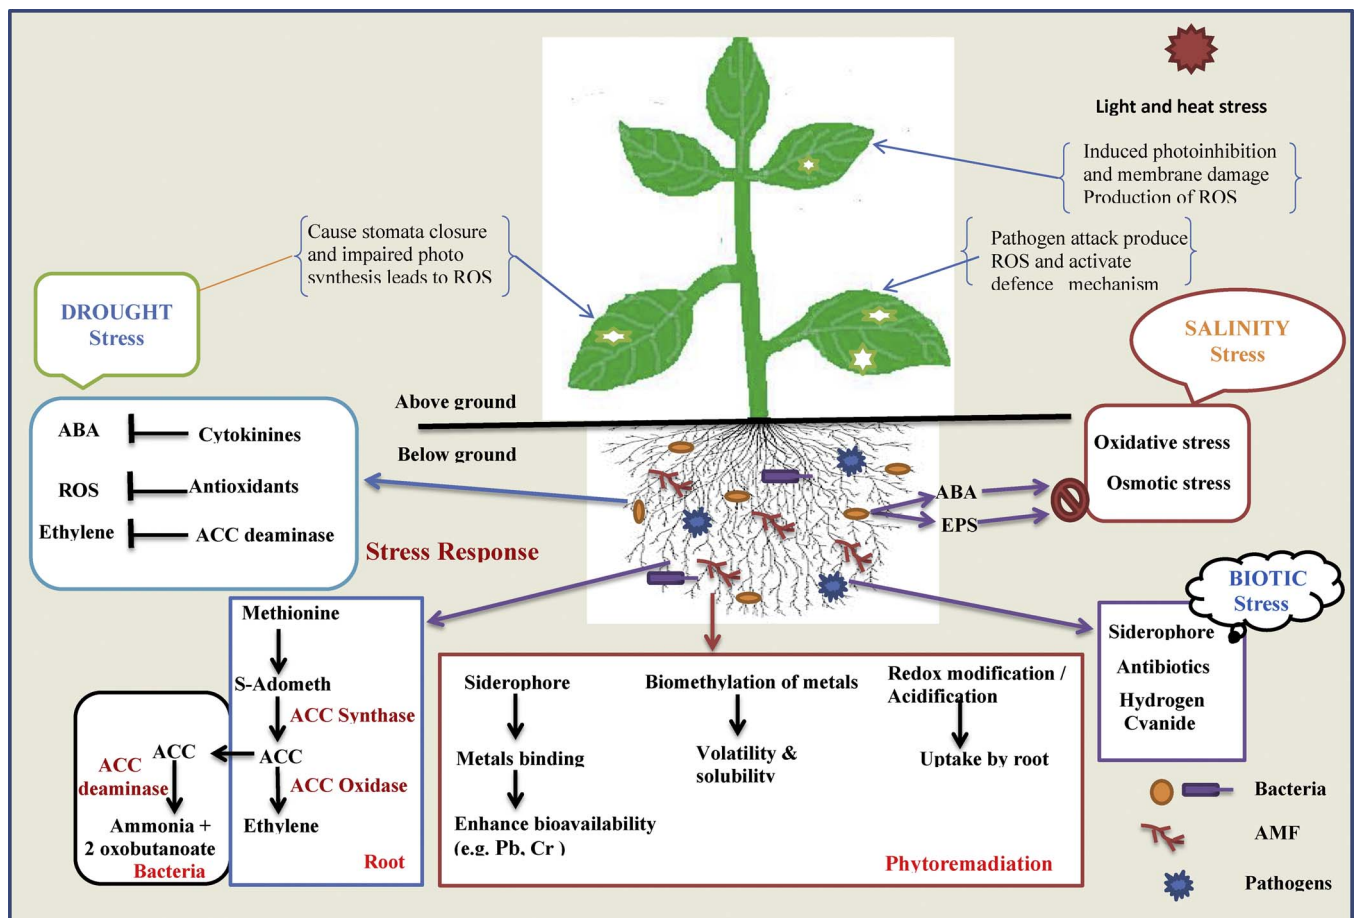 Light and heat stress
Induced photoinhibition
and membrane damage
Production of ROS
Cause stomata closure
and impaired photo
synthesis leads to ROS
Pathogen attack produce
ROS and activate
defence mechanism
DROUGHT
Stress
SALINITY
Stress
Above ground
Below ground
ABA
Cytokinines
ROS
Antioxidants
Ethylene
ACC deaminase
Stress Response
ABA
EPS
Oxidative stress
Osmotic stress
BIOTIC
Stress
Siderophore
Antibiotics
Hydrogen
Cyanide
Methionine
S-Adometh
ACC Synthase
ACC
ACC Oxidase
Ethylene
Root
ACC
ACC
deaminase
Ammonia +
2 oxobutanoate
Bacteria
Siderophore
Metals binding
Enhance bioavailability
(e.g. Pb, Cr )
Biomethylation of metals
Volatility &
solubility
Redox modification /
Acidification
Uptake by root
Phytoremadiation
Bacteria
AMF
Pathogens